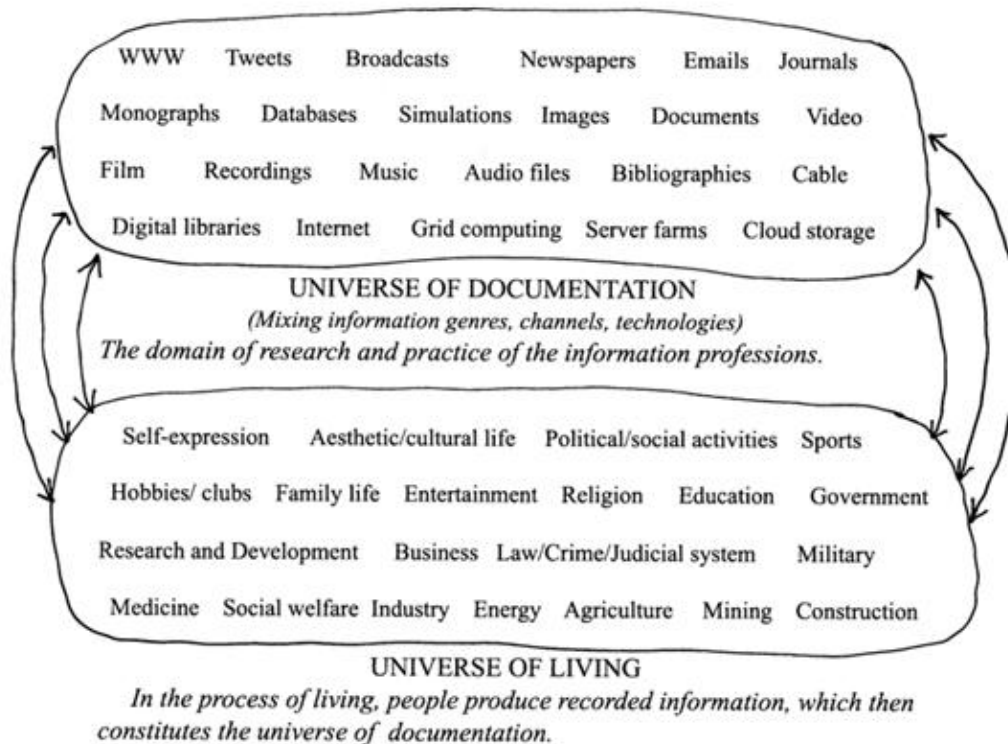 WWW Tweets Broadcasts Newspapers Emails Journals
Monographs Databases Simulations Images Documents Video
Film Recordings Music Audio files Bibliographies Cable
Digital libraries Internet Grid computing Server farms Cloud storage
UNIVERSE OF DOCUMENTATION
(Mixing information genres, channels, technologies)
The domain of research and practice of the information professions.
Self-expression Aesthetic/cultural life Political/social activities Sports
Hobbies/ clubs Family life Entertainment Religion Education Government
Research and Development Business Law/Crime/Judicial system Military
Medicine Social welfare Industry Energy Agriculture Mining Construction
UNIVERSE OF LIVING
In the process of living, people produce recorded information, which then
constitutes the universe of documentation.